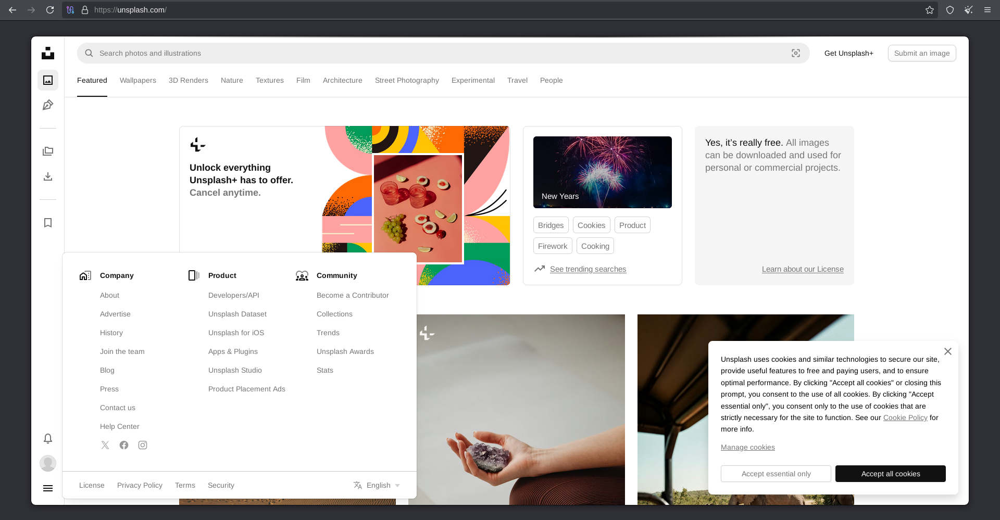 https://unsplash.com/
Search photos and illustrations
Get Unsplash+
Submit an image
Featured
Wallpapers
3D Renders
Nature
Textures
Film
Architecture
Street Photography
Experimental
Travel
People
Unlock everything
Unsplash+ has to offer.
Cancel anytime.
New Years
Bridges
Cookies
Product
Firework
Cooking
See trending searches
Yes, it’s really free. All images
can be downloaded and used for
personal or commercial projects.
Learn about our License
Company
About
Advertise
History
Join the team
Blog
Press
Contact us
Help Center
Product
Developers/API
Unsplash Dataset
Unsplash for iOS
Apps & Plugins
Unsplash Studio
Product Placement Ads
Community
Become a Contributor
Collections
Trends
Unsplash Awards
Stats
License
Privacy Policy
Terms
Security
English
Unsplash uses cookies and similar technologies to secure our site,
provide useful features to free and paying users, and to ensure
optimal performance. By clicking "Accept all cookies" or closing this
prompt, you consent to the use of all cookies. By clicking "Accept
essential only", you consent only to the use of cookies that are
strictly necessary for the site to function. See our Cookie Policy for
more info.
Manage cookies
Accept essential only
Accept all cookies